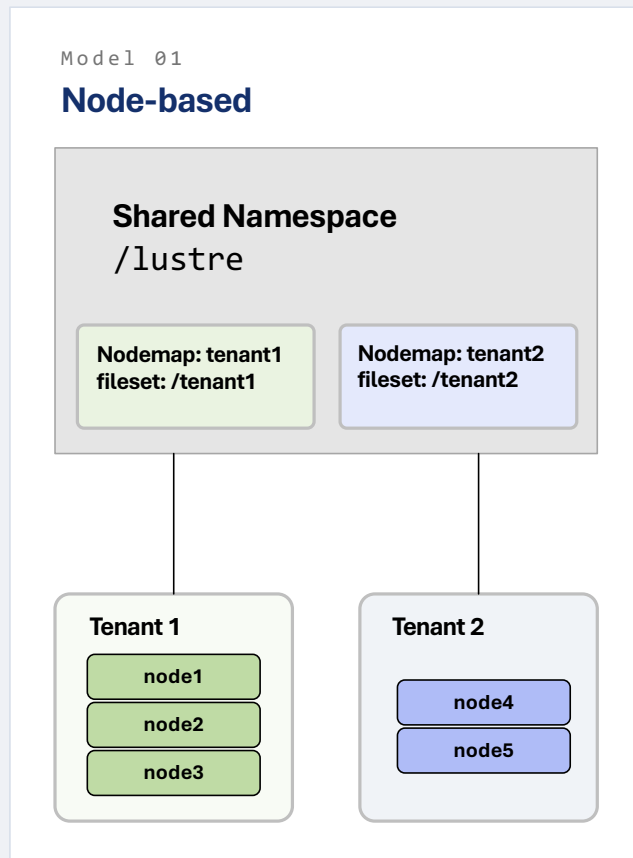 Model 01
Node-based
Shared Namespace
/lustre
Nodemap: tenant1
fileset: /tenant1
Nodemap: tenant2
fileset: /tenant2
Tenant 1
node1
node2
node3
Tenant 2
node4
node5